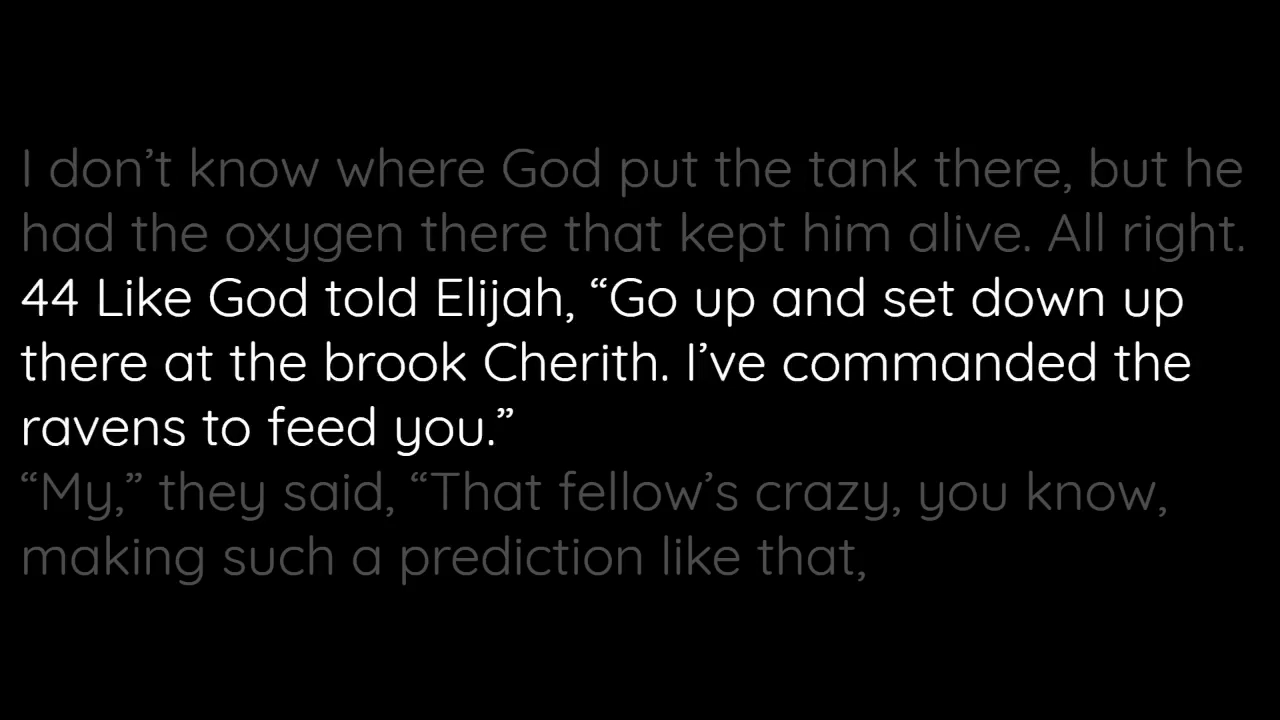 I don’t know where God put the tank there, but he
had the oxygen there that kept him alive. All right.
44 Like God told Elijah, “Go up and set down up
there at the brook Cherith. I’ve commanded the
ravens to feed you.”
“My,” they said, “That fellow’s crazy, you know,
making such a prediction like that,